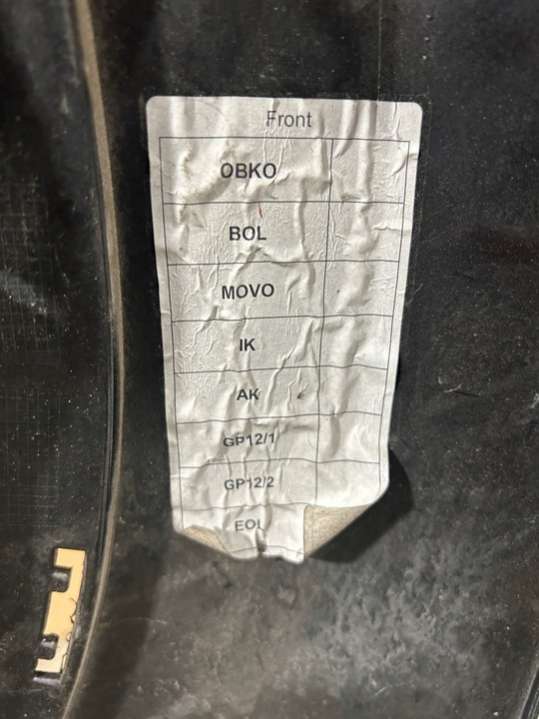 Front
OBKO
BOL
MOVO
IK
AK
GP12/1
GP12/2
EOL